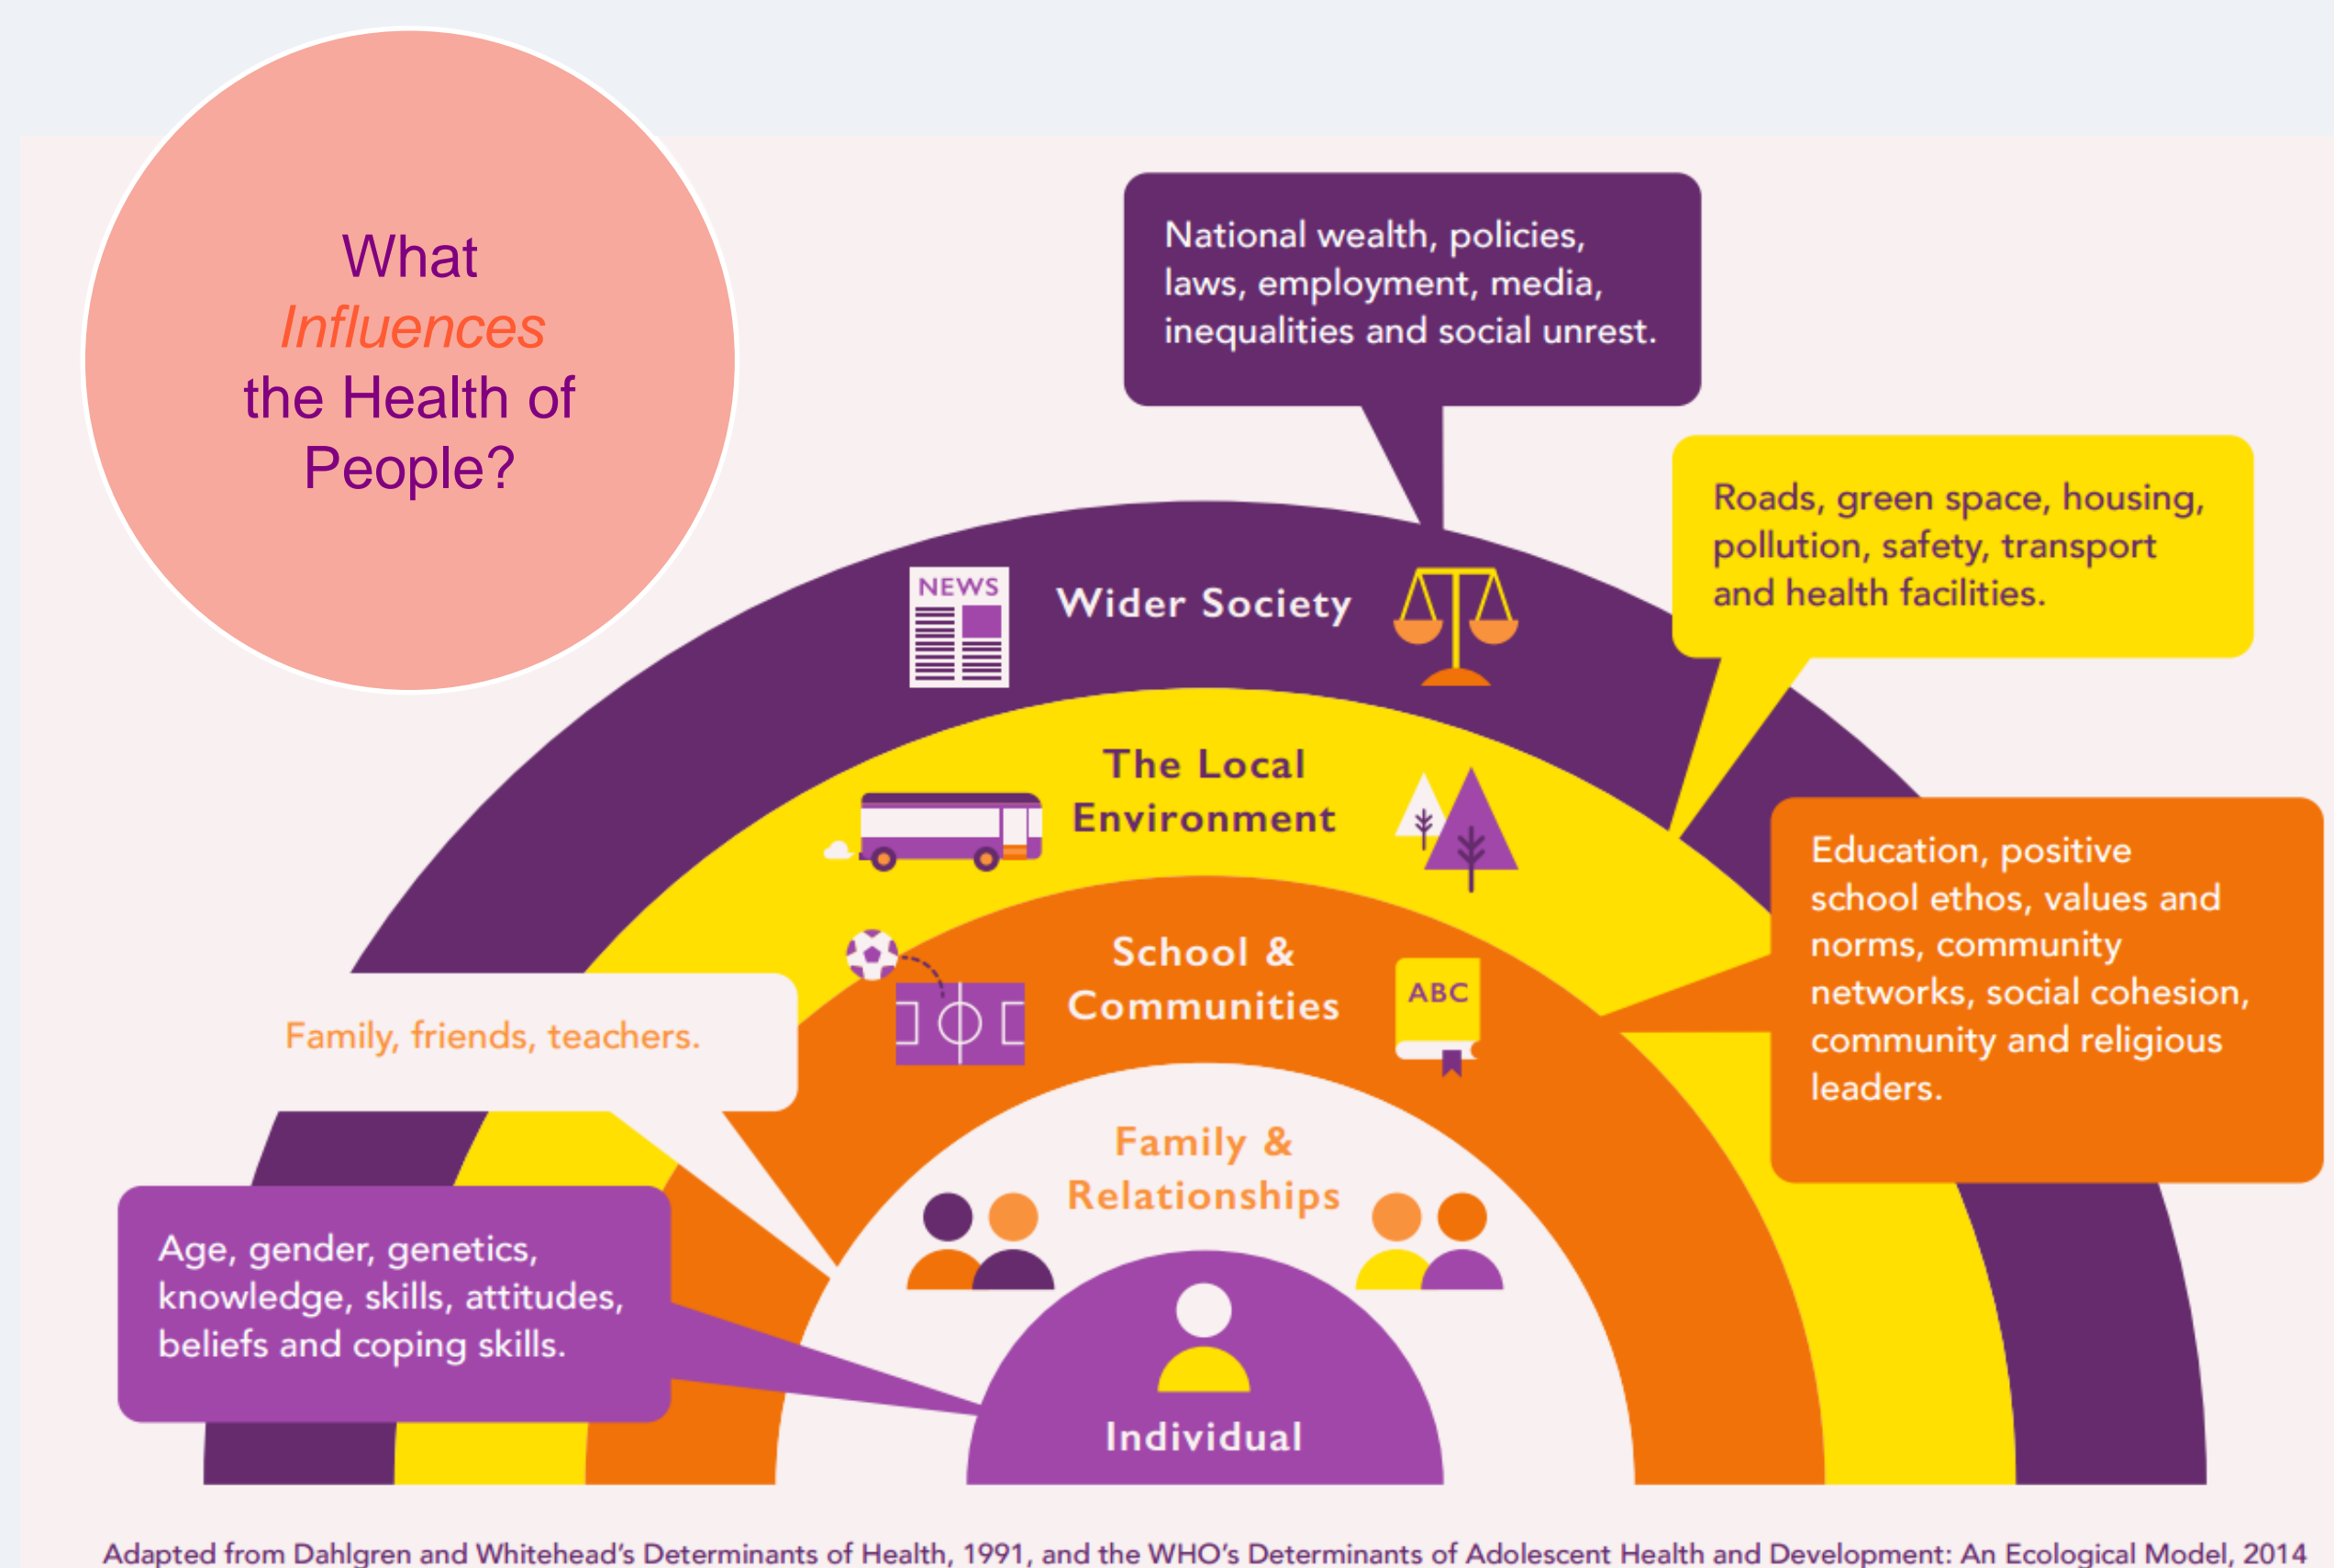 What
Influences
the Health of
People?
National wealth, policies,
laws, employment, media,
inequalities and social unrest.
Roads, green space, housing,
pollution, safety, transport
and health facilities.
NEWS
Wider Society
The Local
Environment
Education, positive
school ethos, values and
norms, community
networks, social cohesion,
community and religious
leaders.
School &
Communities
ABC
Family, friends, teachers.
Family &
Relationships
Age, gender, genetics,
knowledge, skills, attitudes,
beliefs and coping skills.
Individual
Adapted from Dahlgren and Whitehead's Determinants of Health, 1991, and the WHO's Determinants of Adolescent Health and Development: An Ecological Model, 2014